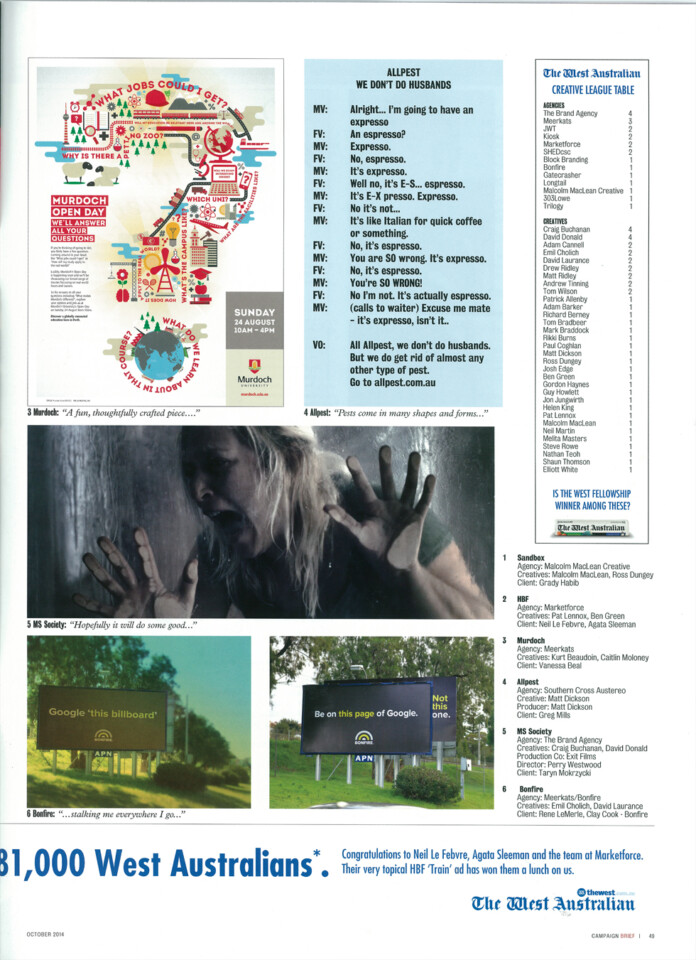 WHAT JOBS COULD I GET?
WHY IS THERE A PETTING ZOO?
WHICH UNI?
WHAT ARE THE FACILITIES LIKE?
WHAT'S THE CAMPUS LIKE?
MURDOCH
OPEN DAY
WE'LL ANSWER
ALL YOUR
QUESTIONS
WHAT DO WE LEARN ABOUT IN THAT COURSE?
SUNDAY
24 AUGUST
10AM – 4PM
Murdoch
UNIVERSITY
murdoch.edu.au
3 Murdoch: "A fun, thoughtfully crafted piece...."
ALLPEST
WE DON'T DO HUSBANDS
MV: Alright... I'm going to have an
expresso
FV: An espresso?
MV: Expresso.
FV: No, espresso.
MV: It's expresso.
FV: Well no, it's E-S... espresso.
MV: It's E-X presso. Expresso.
FV: No it's not...
MV: It's like Italian for quick coffee
or something.
FV: No, it's espresso.
MV: You are SO wrong. It's expresso.
FV: No, it's espresso.
MV: You're SO WRONG!
FV: No I'm not. It's actually espresso.
MV: (calls to waiter) Excuse me mate
- it's expresso, isn't it..
VO: All Allpest, we don't do husbands.
But we do get rid of almost any
other type of pest.
Go to allpest.com.au
4 Allpest: "Pests come in many shapes and forms..."
The West Australian
CREATIVE LEAGUE TABLE
AGENCIES
The Brand Agency 4
Meerkats 3
JWT 2
Kiosk 2
Marketforce 2
SHEDcsc 2
Block Branding 1
Bonfire 1
Gatecrasher 1
Longtail 1
Malcolm MacLean Creative 1
303Lowe 1
Trilogy 1
CREATIVES
Craig Buchanan 4
David Donald 4
Adam Cannell 2
Emil Cholich 2
David Laurance 2
Drew Ridley 2
Matt Ridley 2
Andrew Tinning 2
Tom Wilson 2
Patrick Allenby 1
Adam Barker 1
Richard Berney 1
Tom Bradbeer 1
Mark Braddock 1
Rikki Burns 1
Paul Coghlan 1
Matt Dickson 1
Ross Dungey 1
Josh Edge 1
Ben Green 1
Gordon Haynes 1
Guy Howlett 1
Jon Jungwirth 1
Helen King 1
Pat Lennox 1
Malcolm MacLean 1
Neil Martin 1
Melita Masters 1
Steve Rowe 1
Nathan Teoh 1
Shaun Thomson 1
Elliott White 1
IS THE WEST FELLOWSHIP
WINNER AMONG THESE?
The West Australian
5 MS Society: "Hopefully it will do some good..."
Google 'this billboard'
BONFIRE
APN
Be on this page of Google.
BONFIRE
APN
Not
this
one.
6 Bonfire: "...stalking me everywhere I go..."
1 Sandbox
Agency: Malcolm MacLean Creative
Creatives: Malcolm MacLean, Ross Dungey
Client: Grady Habib
2 HBF
Agency: Marketforce
Creatives: Pat Lennox, Ben Green
Client: Neil Le Febvre, Agata Sleeman
3 Murdoch
Agency: Meerkats
Creatives: Kurt Beaudoin, Caitlin Moloney
Client: Vanessa Beal
4 Allpest
Agency: Southern Cross Austereo
Creative: Matt Dickson
Producer: Matt Dickson
Client: Greg Mills
5 MS Society
Agency: The Brand Agency
Creatives: Craig Buchanan, David Donald
Production Co: Exit Films
Director: Perry Westwood
Client: Taryn Mokrzycki
6 Bonfire
Agency: Meerkats/Bonfire
Creatives: Emil Cholich, David Laurance
Client: Rene LeMerle, Clay Cook - Bonfire
81,000 West Australians*.
Congratulations to Neil Le Febvre, Agata Sleeman and the team at Marketforce.
Their very topical HBF 'Train' ad has won them a lunch on us.
thewest.com.au
The West Australian
OCTOBER 2014
CAMPAIGN BRIEF | 49